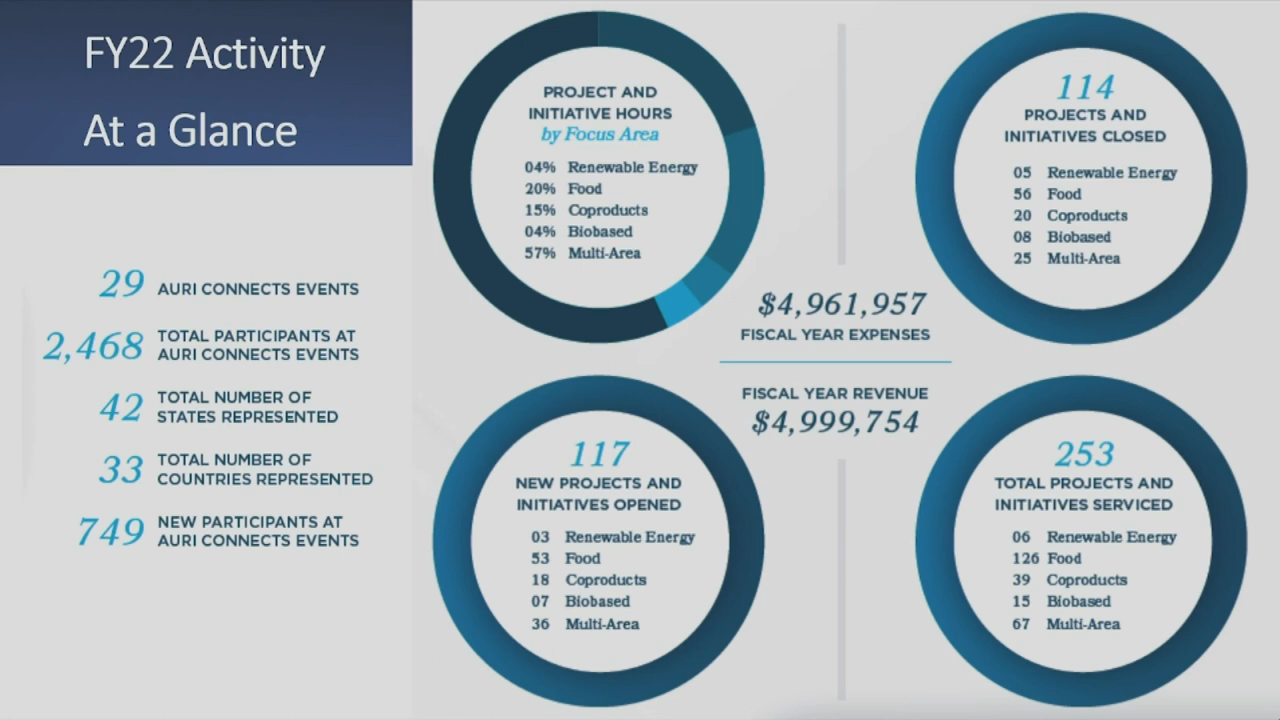 FY22 Activity
At a Glance
29 AURI CONNECTS EVENTS
2,468 TOTAL PARTICIPANTS AT
AURI CONNECTS EVENTS
42 TOTAL NUMBER OF
STATES REPRESENTED
33 TOTAL NUMBER OF
COUNTRIES REPRESENTED
749 NEW PARTICIPANTS AT
AURI CONNECTS EVENTS
PROJECT AND
INITIATIVE HOURS
by Focus Area
04% Renewable Energy
20% Food
15% Coproducts
04% Biobased
57% Multi-Area
114
PROJECTS AND
INITIATIVES CLOSED
05 Renewable Energy
56 Food
20 Coproducts
08 Biobased
25 Multi-Area
$4,961,957
FISCAL YEAR EXPENSES
FISCAL YEAR REVENUE
$4,999,754
117
NEW PROJECTS AND
INITIATIVES OPENED
03 Renewable Energy
53 Food
18 Coproducts
07 Biobased
36 Multi-Area
253
TOTAL PROJECTS AND
INITIATIVES SERVICED
06 Renewable Energy
126 Food
39 Coproducts
15 Biobased
67 Multi-Area